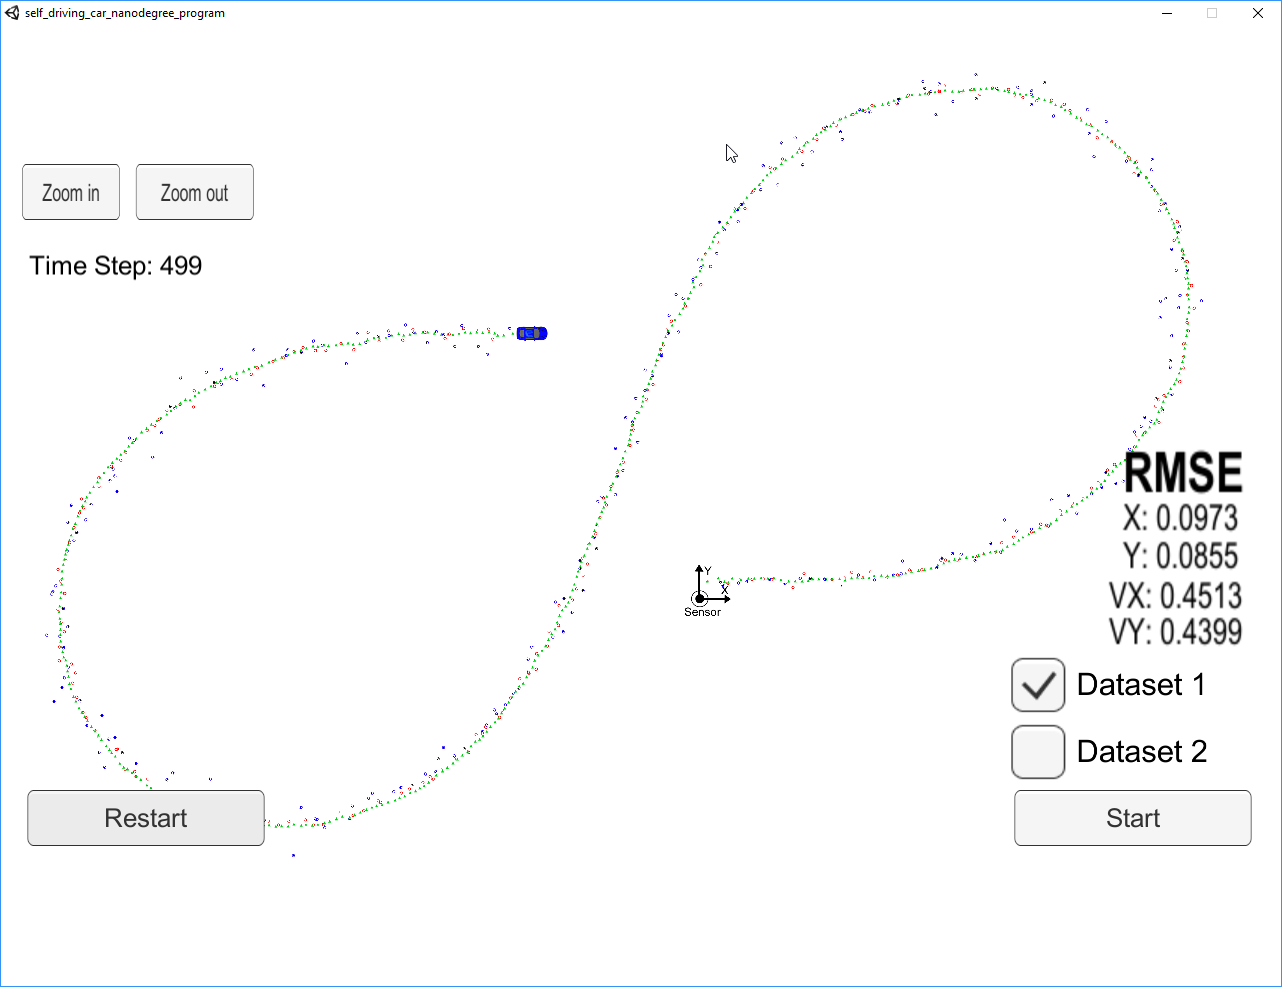 self_driving_car_nanodegree_program
Zoom in
Zoom out
Time Step: 499
RMSE
X: 0.0973
Y: 0.0855
VX: 0.4513
VY: 0.4399
Y
X
Sensor
Dataset 1
Dataset 2
Restart
Start